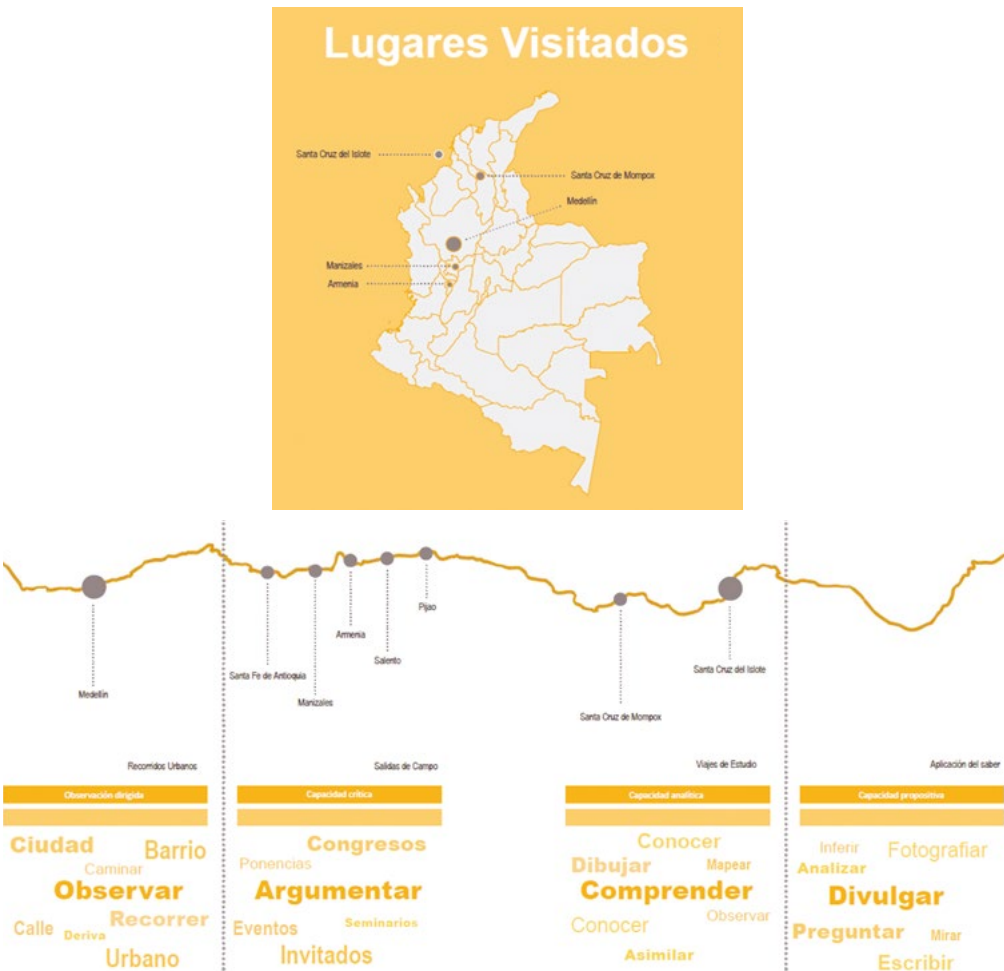 Lugares Visitados
Santa Cruz del Islote
Santa Cruz de Mompox
Medellín
Manizales
Armenia
Medellín
Santa Fe de Antioquia
Manizales
Armenia
Salento
Pijao
Santa Cruz de Mompox
Santa Cruz del Islote
Recorridos Urbanos
Salidas de Campo
Viajes de Estudio
Aplicación del saber
Observación dirigida
Capacidad crítica
Capacidad analítica
Capacidad propositiva
Ciudad
Barrio
Caminar
Observar
Recorrer
Calle
Deriva
Urbano
Congresos
Ponencias
Argumentar
Seminarios
Eventos
Invitados
Conocer
Dibujar
Mapear
Comprender
Observar
Conocer
Asimilar
Inferir
Fotografiar
Analizar
Divulgar
Preguntar
Mirar
Escribir